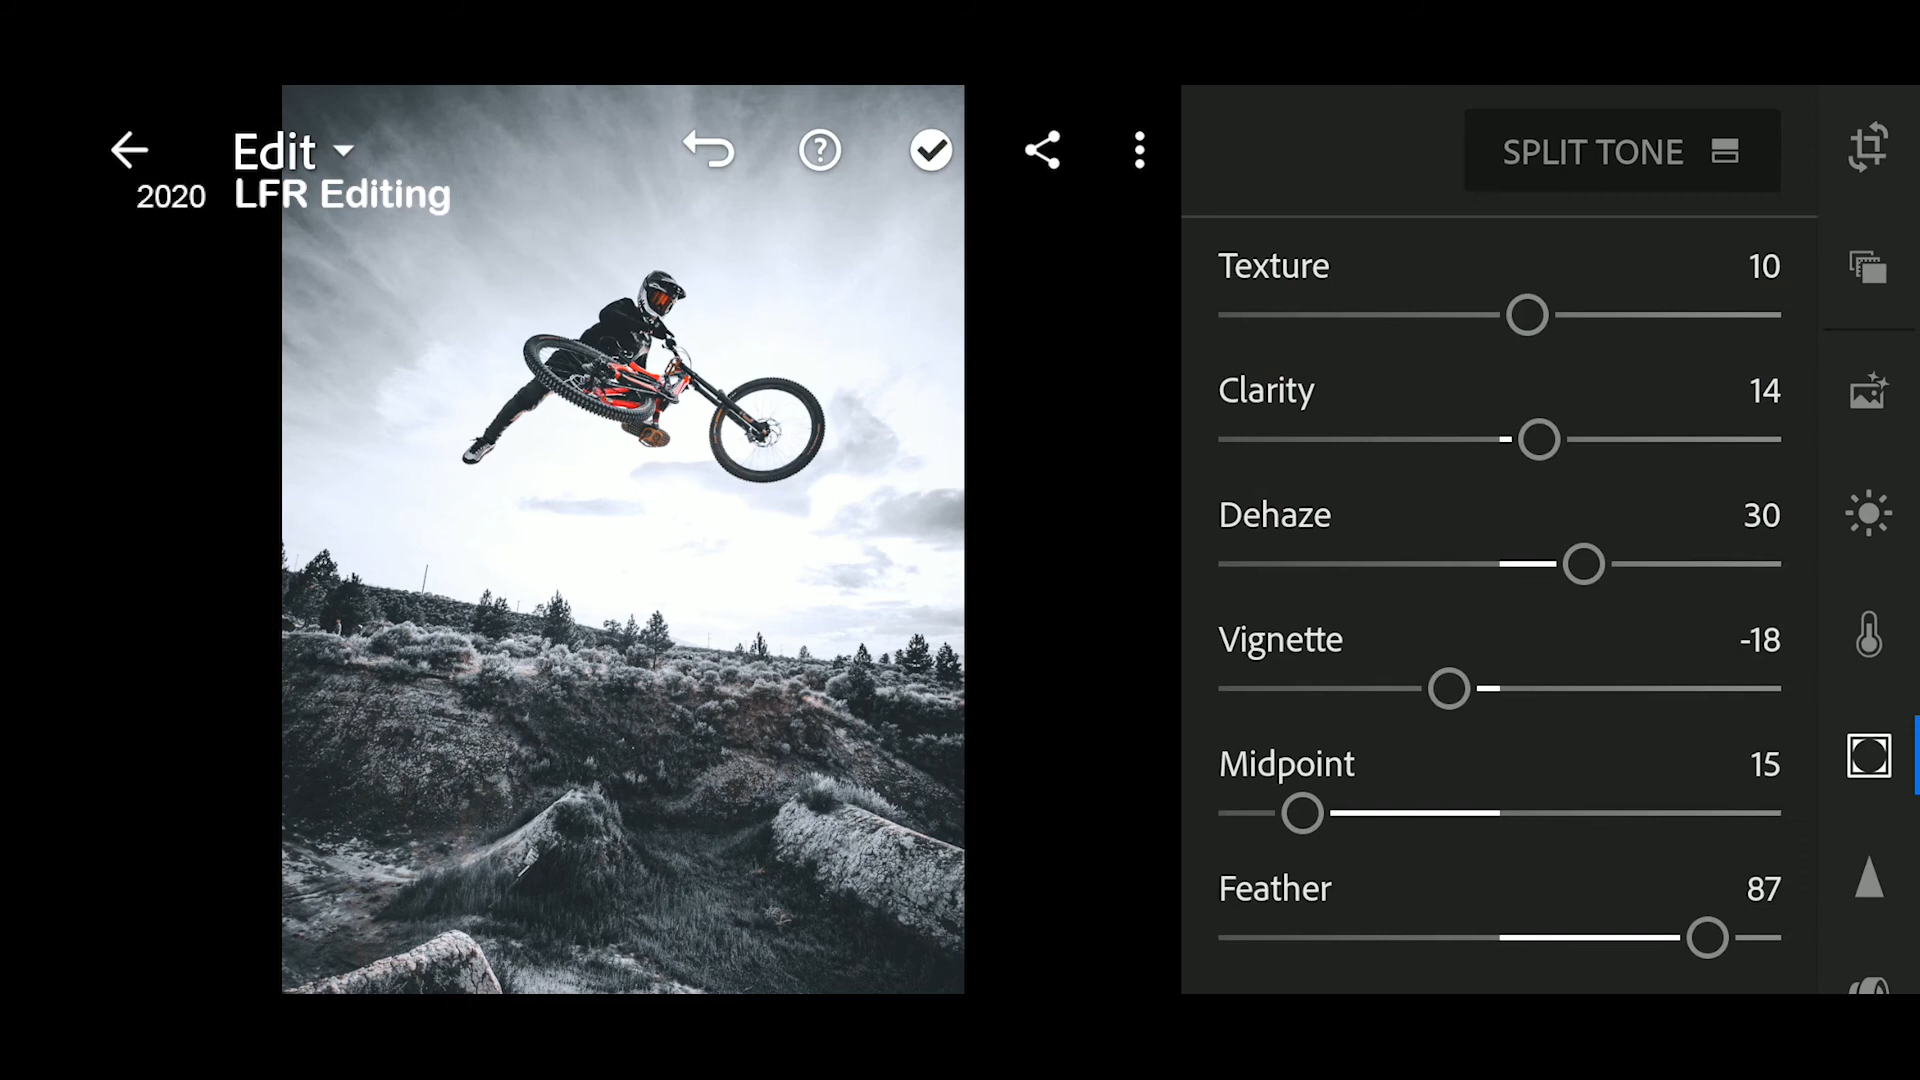 Edit
2020 LFR Editing
SPLIT TONE
Texture 10
Clarity 14
Dehaze 30
Vignette -18
Midpoint 15
Feather 87